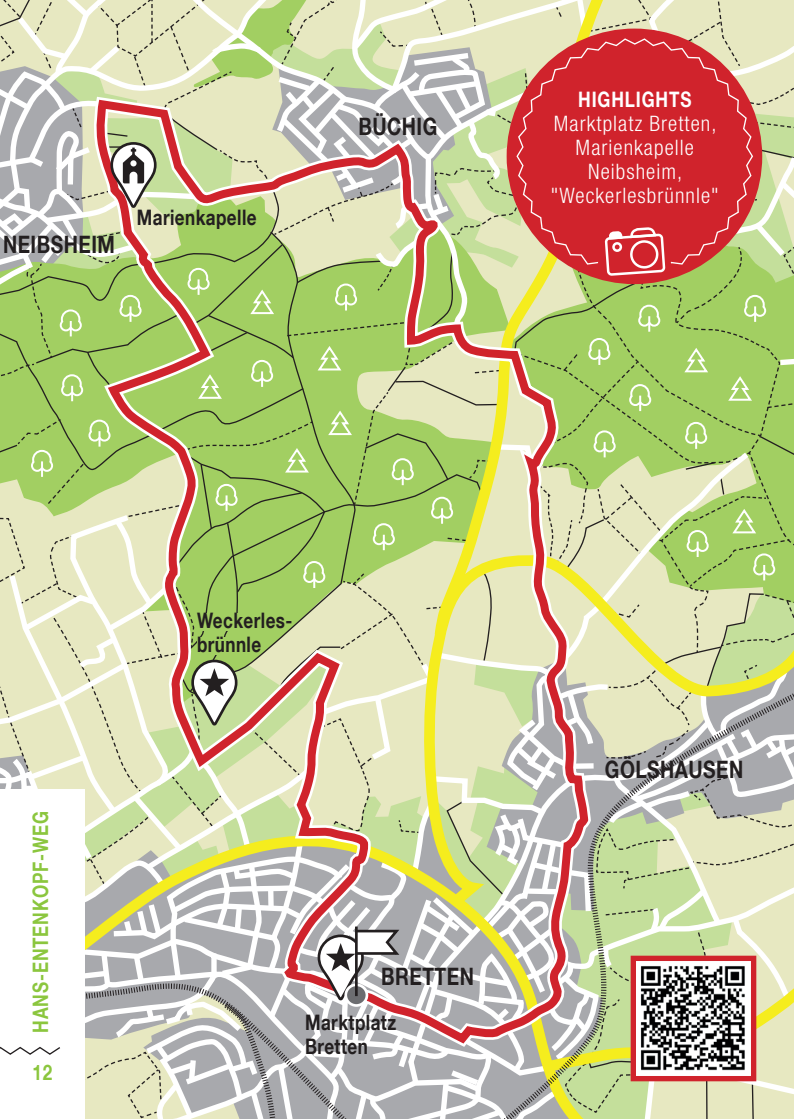 HIGHLIGHTS
Marktplatz Bretten,
Marienkapelle
Neibsheim,
"Weckerlesbrünnle"
BÜCHIG
Marienkapelle
NEIBSHEIM
Weckerles-
brünnle
GÖLSHAUSEN
BRETTEN
Marktplatz
Bretten
HANS-ENTENKOPF-WEG
12